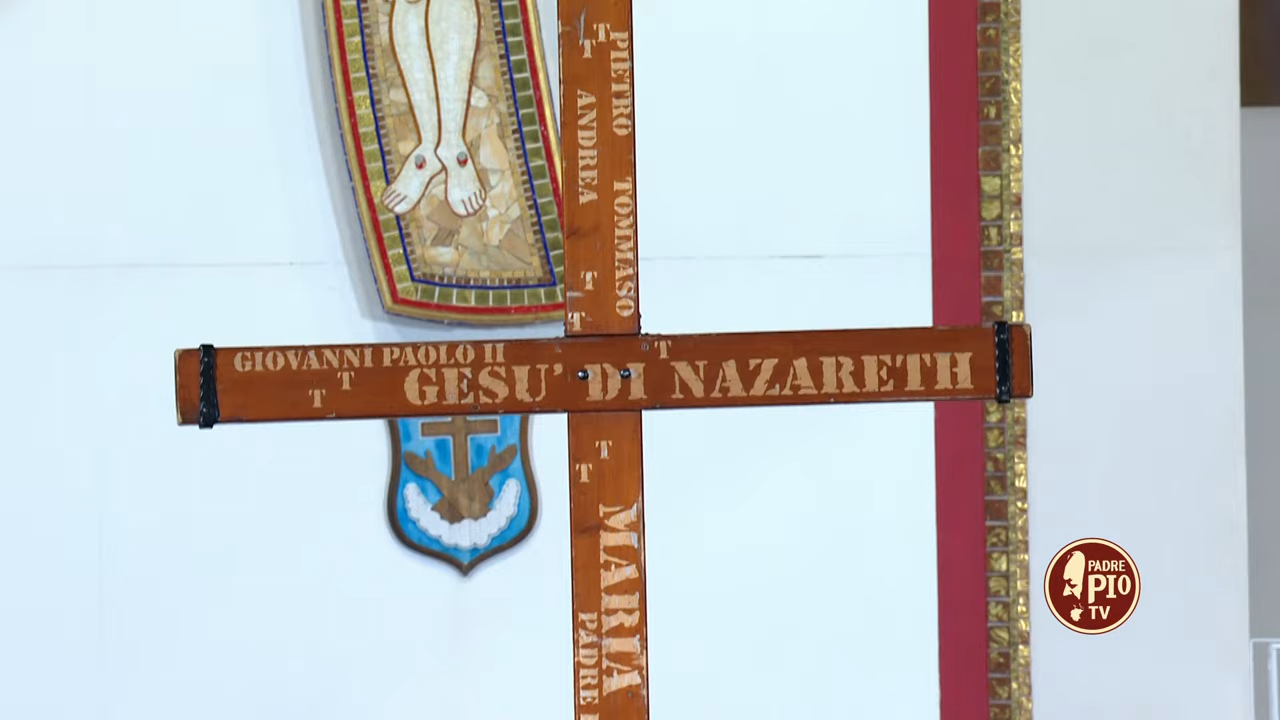 T
T
PIETRO TOMMASO
ANDREA
T
T
GIOVANNI PAOLO II
T
T
T
GESU' DI NAZARETH
T
T
MARIA
PADRE
PADRE
PIO
TV